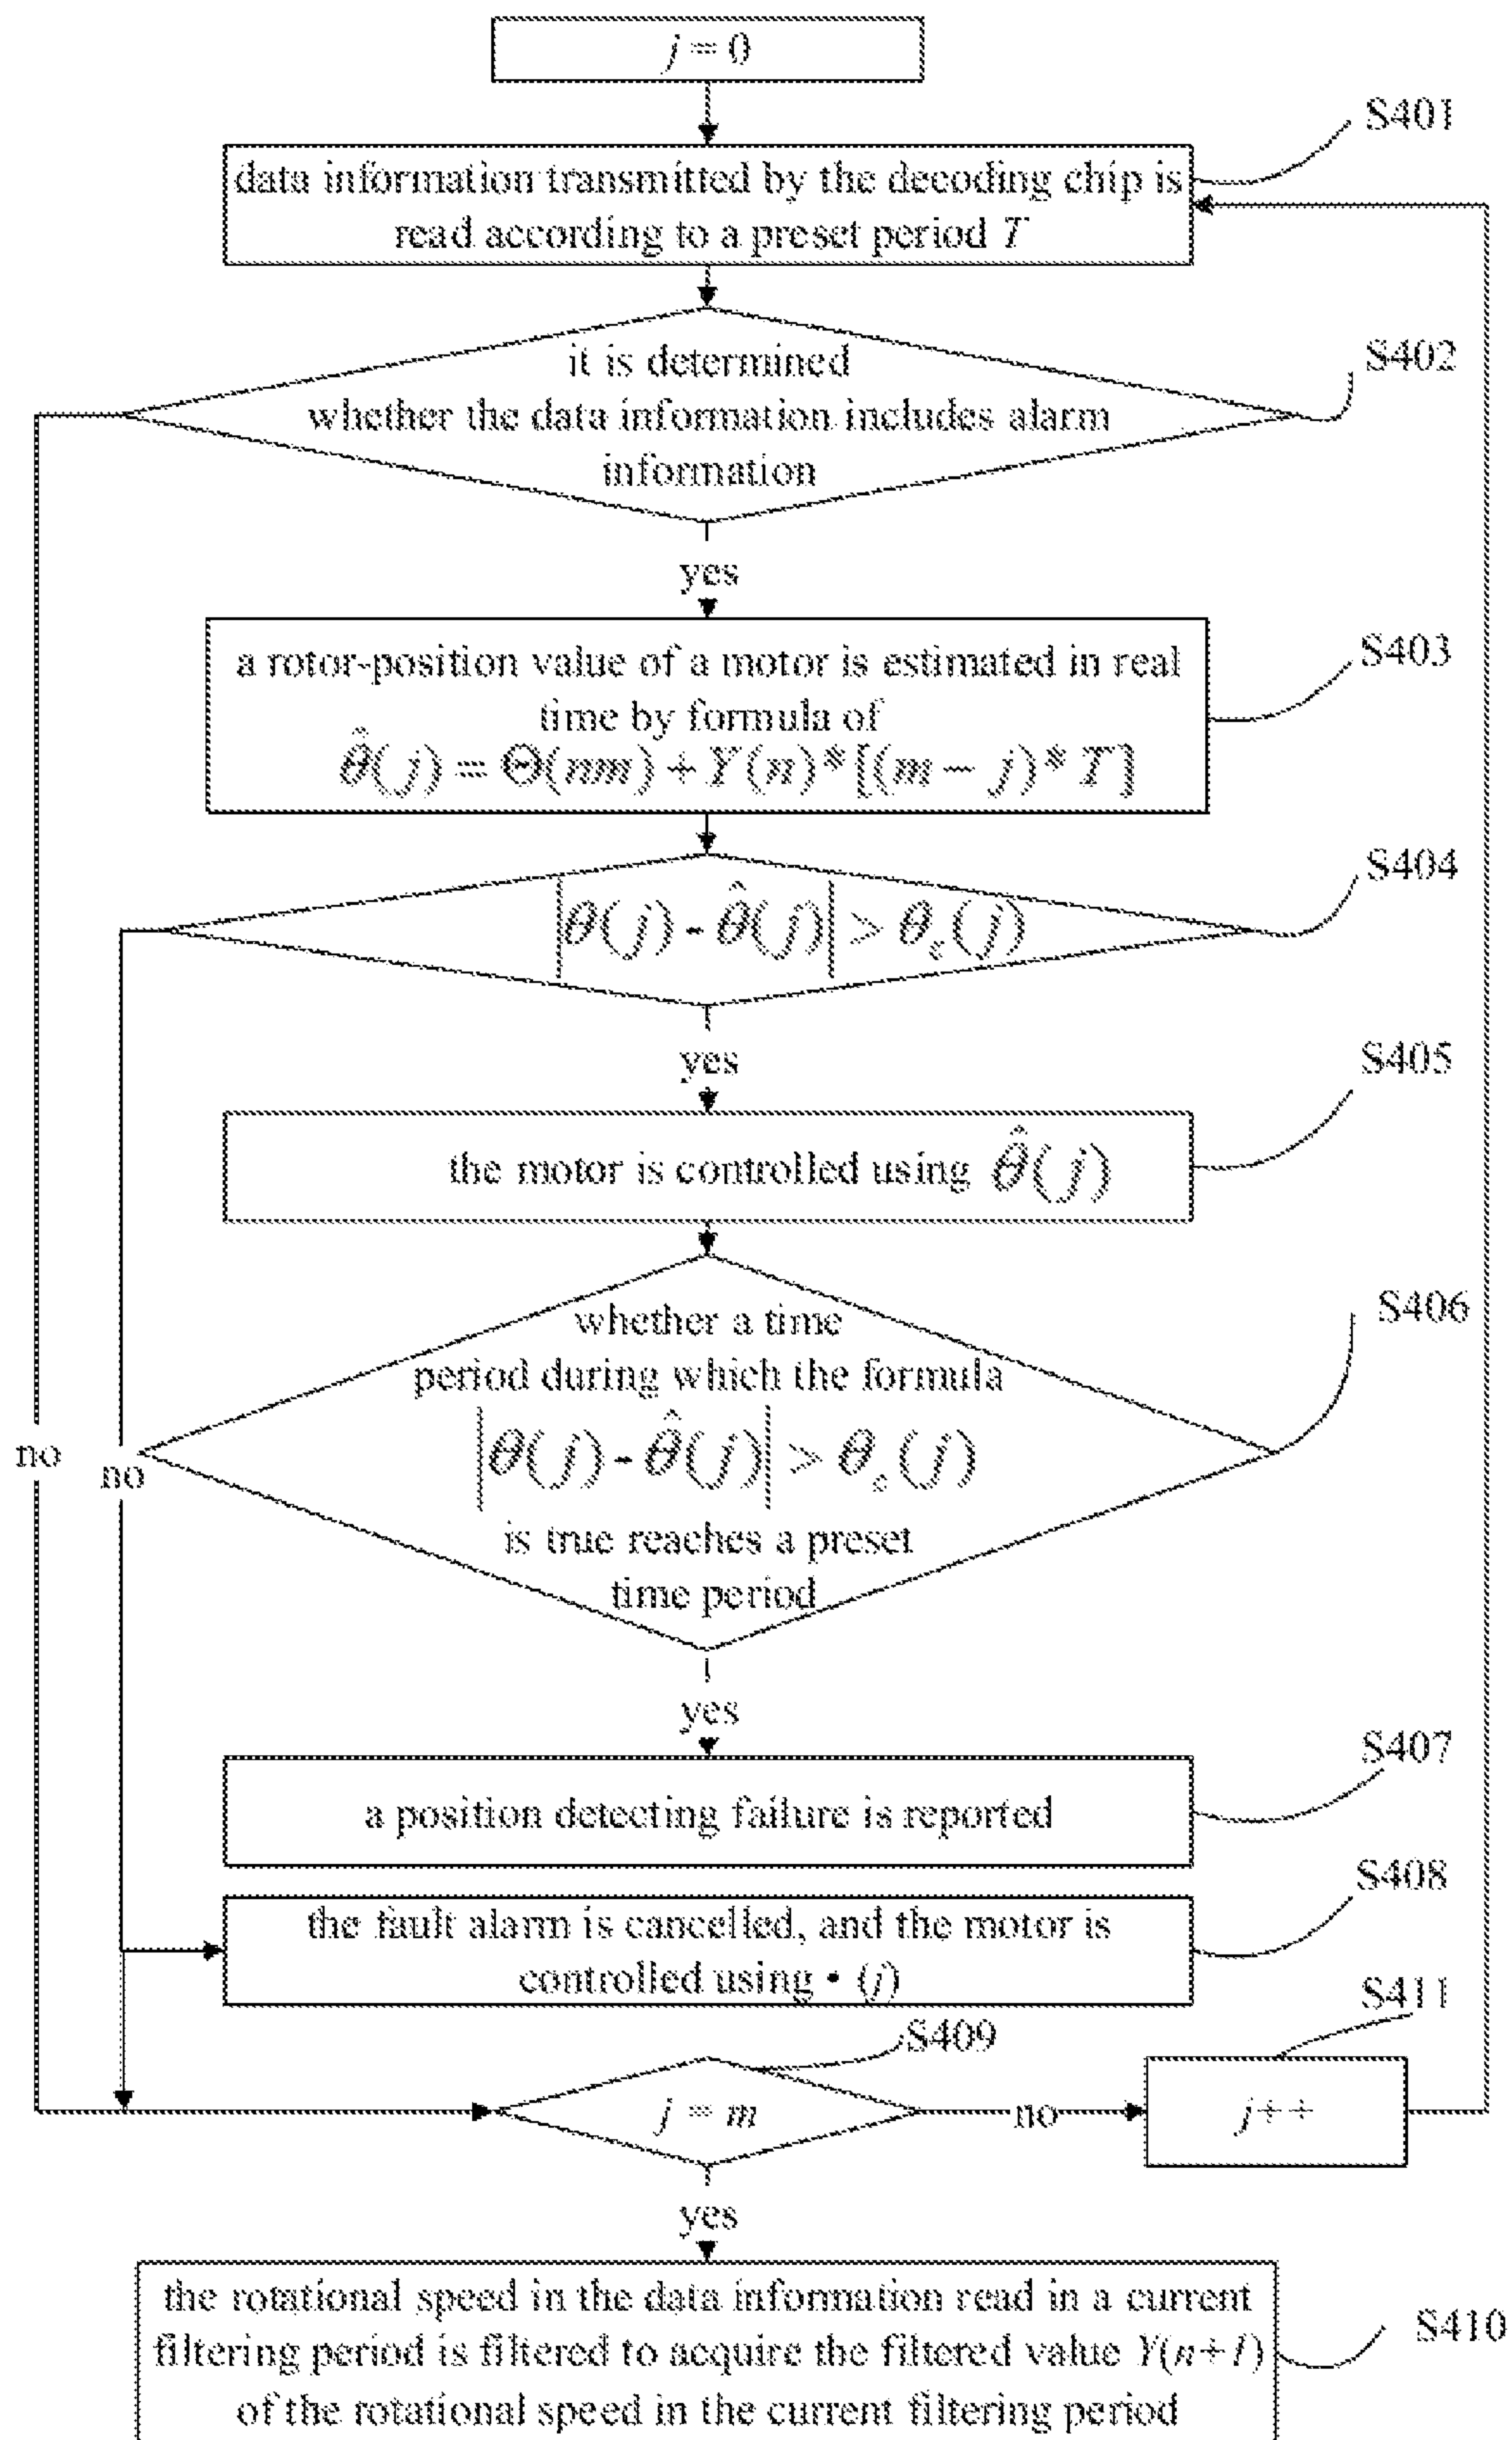 j = 0
S401
data information transmitted by the decoding chip is
read according to a preset period T
S402
it is determined
whether the data information includes alarm
information
yes
S403
a rotor-position value of a motor is estimated in real
time by formula of
θ̂(j) = Θ(nm) + Y(n)*[(m − j)* T]
S404
|θ(j) - θ̂(j)| > θε(j)
yes
S405
the motor is controlled using θ̂(j)
S406
whether a time
period during which the formula
|θ(j) - θ̂(j)| > θε(j)
is true reaches a preset
time period
no
no
yes
S407
a position detecting failure is reported
S408
the fault alarm is cancelled, and the motor is
controlled using • (j)
S411
S409
j = m
no
j++
yes
S410
the rotational speed in the data information read in a current
filtering period is filtered to acquire the filtered value Y(n+1)
of the rotational speed in the current filtering period